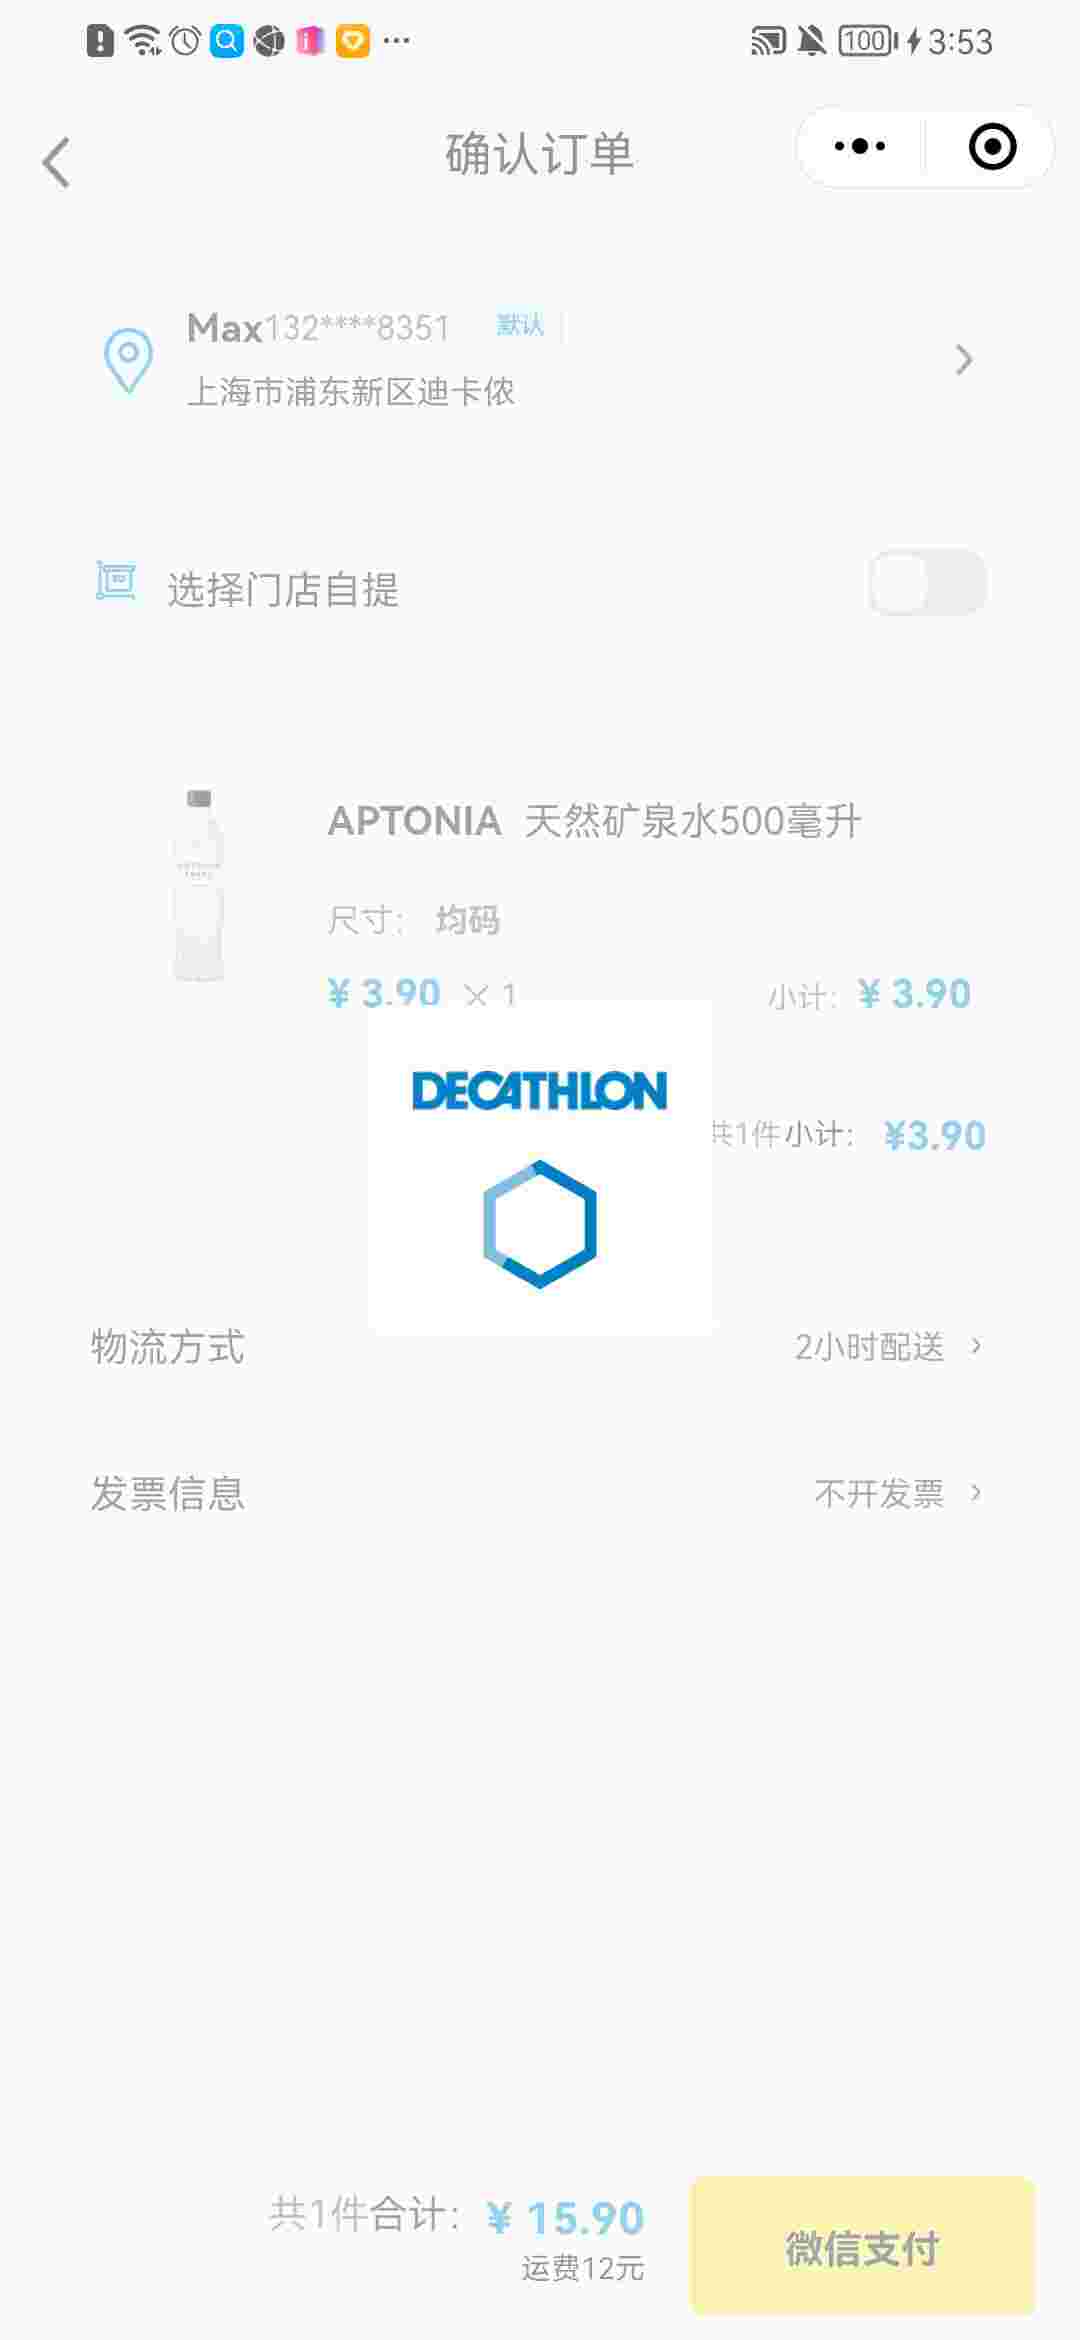 100 3:53
确认订单
Max132****8351 默认
上海市浦东新区迪卡侬
选择门店自提
APTONIA 天然矿泉水500毫升
尺寸： 均码
¥ 3.90 × 1 小计： ¥ 3.90
DECATHLON
共1件小计： ¥3.90
物流方式 2小时配送
发票信息 不开发票
共1件合计： ¥ 15.90
运费12元
微信支付